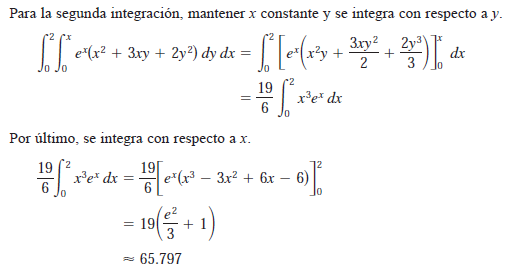 Para la segunda integración, mantener x constante y se integra con respecto a y.
∫₀² ∫₀ˣ eˣ(x² + 3xy + 2y²) dy dx = ∫₀² [eˣ(x²y + 3xy²/2 + 2y³/3)]₀ˣ dx
= 19/6 ∫₀² x³eˣ dx
Por último, se integra con respecto a x.
19/6 ∫₀² x³eˣ dx = 19/6 [eˣ(x³ − 3x² + 6x − 6)]₀²
= 19(e²/3 + 1)
≈ 65.797